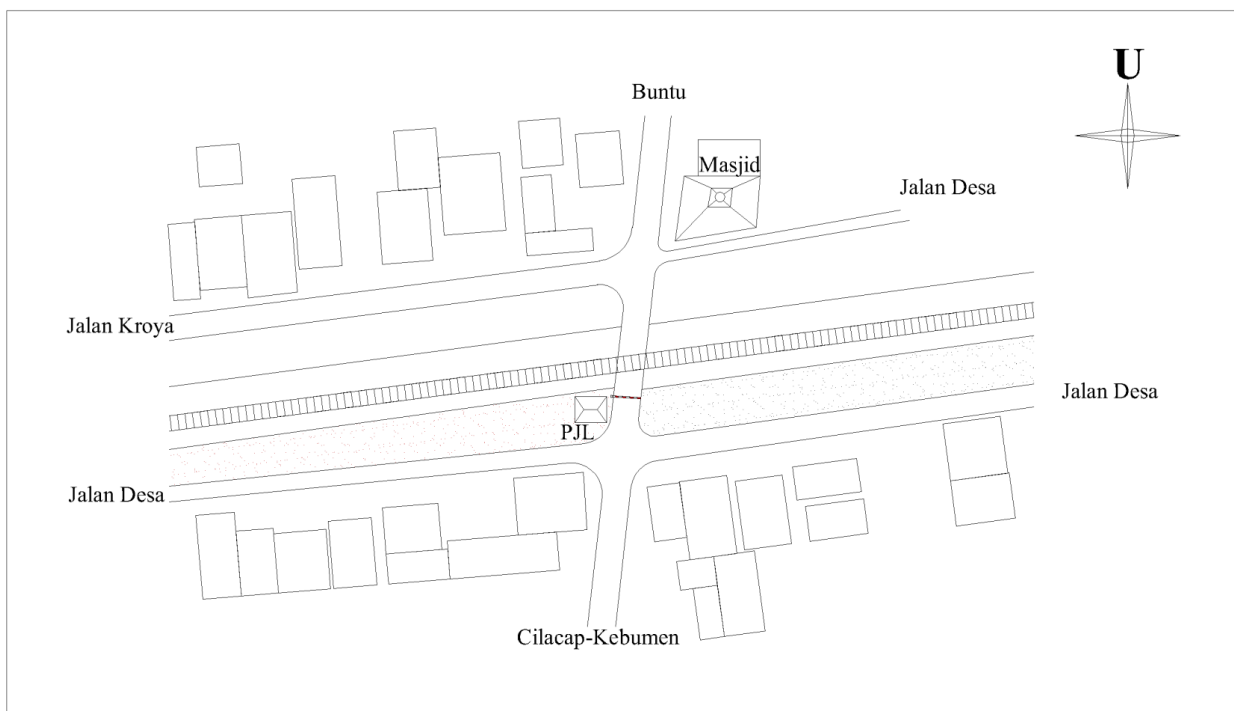 U
Buntu
Masjid
Jalan Desa
Jalan Kroya
Jalan Desa
PJL
Jalan Desa
Cilacap-Kebumen